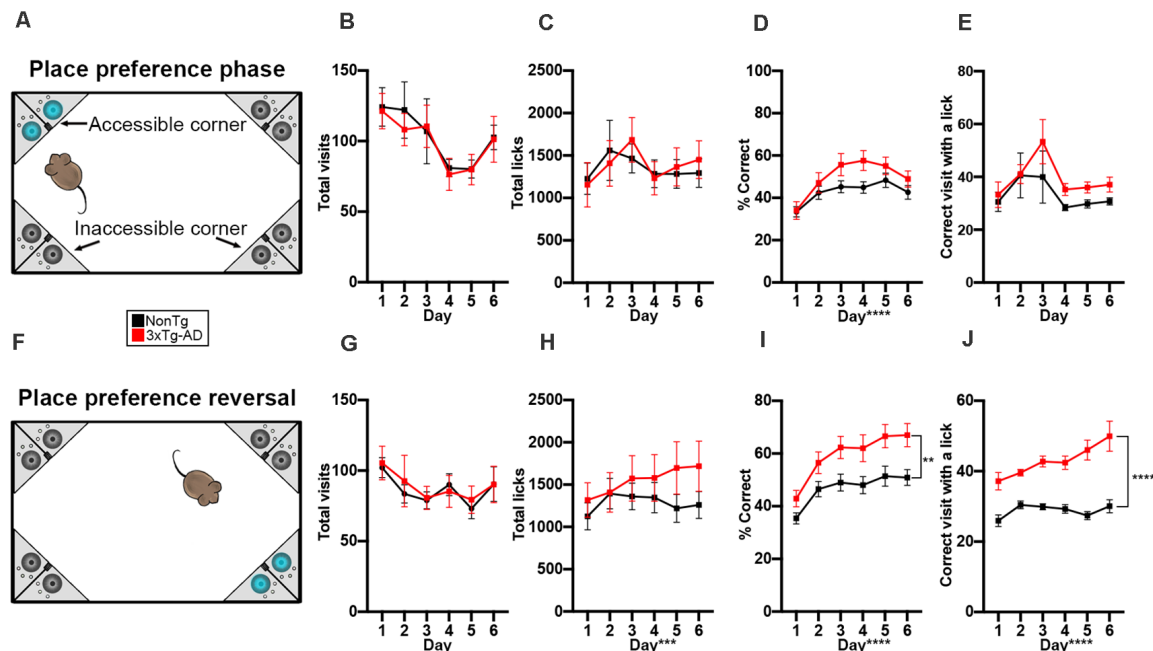 A
B
C
D
E
Place preference phase
Accessible corner
Inaccessible corner
Total visits
150
100
50
0
1 2 3 4 5 6
Day
Total licks
2500
2000
1500
1000
500
0
1 2 3 4 5 6
Day
% Correct
100
80
60
40
20
0
1 2 3 4 5 6
Day****
Correct visit with a lick
80
60
40
20
0
1 2 3 4 5 6
Day
NonTg
3xTg-AD
F
G
H
I
J
Place preference reversal
Total visits
150
100
50
0
1 2 3 4 5 6
Day
Total licks
2500
2000
1500
1000
500
0
1 2 3 4 5 6
Day***
% Correct
80
60
40
20
0
1 2 3 4 5 6
Day****
**
Correct visit with a lick
60
40
20
0
1 2 3 4 5 6
Day****
****